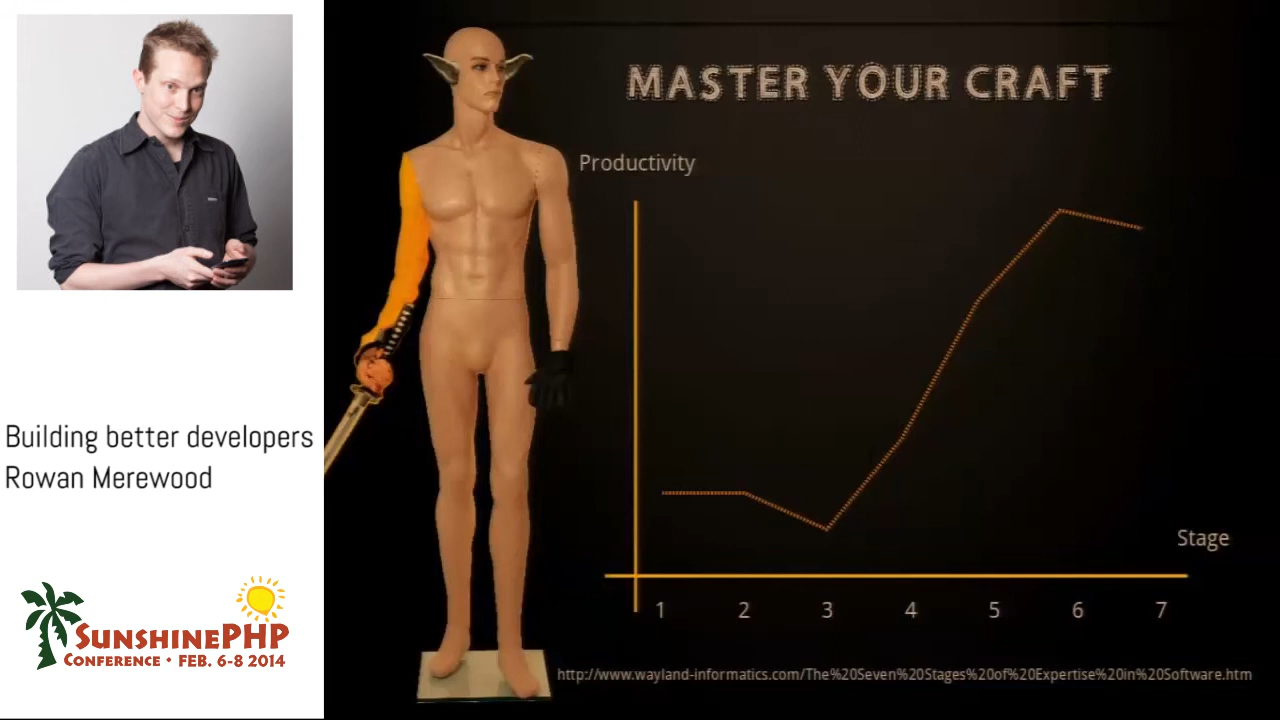 Building better developers
Rowan Merewood
SUNSHINEPHP
CONFERENCE • FEB. 6-8 2014
MASTER YOUR CRAFT
Productivity
Stage
1 2 3 4 5 6 7
http://www.wayland-informatics.com/The%20Seven%20Stages%20of%20Expertise%20in%20Software.htm